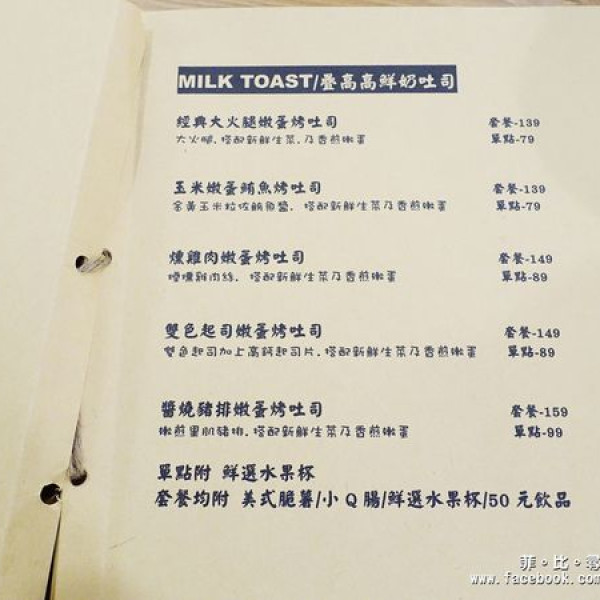 MILK TOAST/疊高高鮮奶吐司
經典大火腿嫩蛋烤吐司 套餐-139
大火腿.搭配新鮮生菜.及香煎嫩蛋 單點-79
玉米嫩蛋鮪魚烤吐司 套餐-139
金黃玉米粒佐鮪魚醬. 搭配新鮮生菜及香煎嫩蛋 單點-79
燻雞肉嫩蛋烤吐司 套餐-149
煙燻雞肉絲. 搭配新鮮生菜及香煎嫩蛋 單點-89
雙色起司嫩蛋烤吐司 套餐-149
雙色起司加上高鈣起司片.搭配新鮮生菜及香煎嫩蛋 單點-89
醬燒豬排嫩蛋烤吐司 套餐-159
嫩煎里肌豬排.搭配新鮮生菜及香煎嫩蛋 單點-99
單點附 鮮選水果杯
套餐均附 美式脆薯/小Q腸/鮮選水果杯/50元飲品
菲·比·尋
www.facebook.com